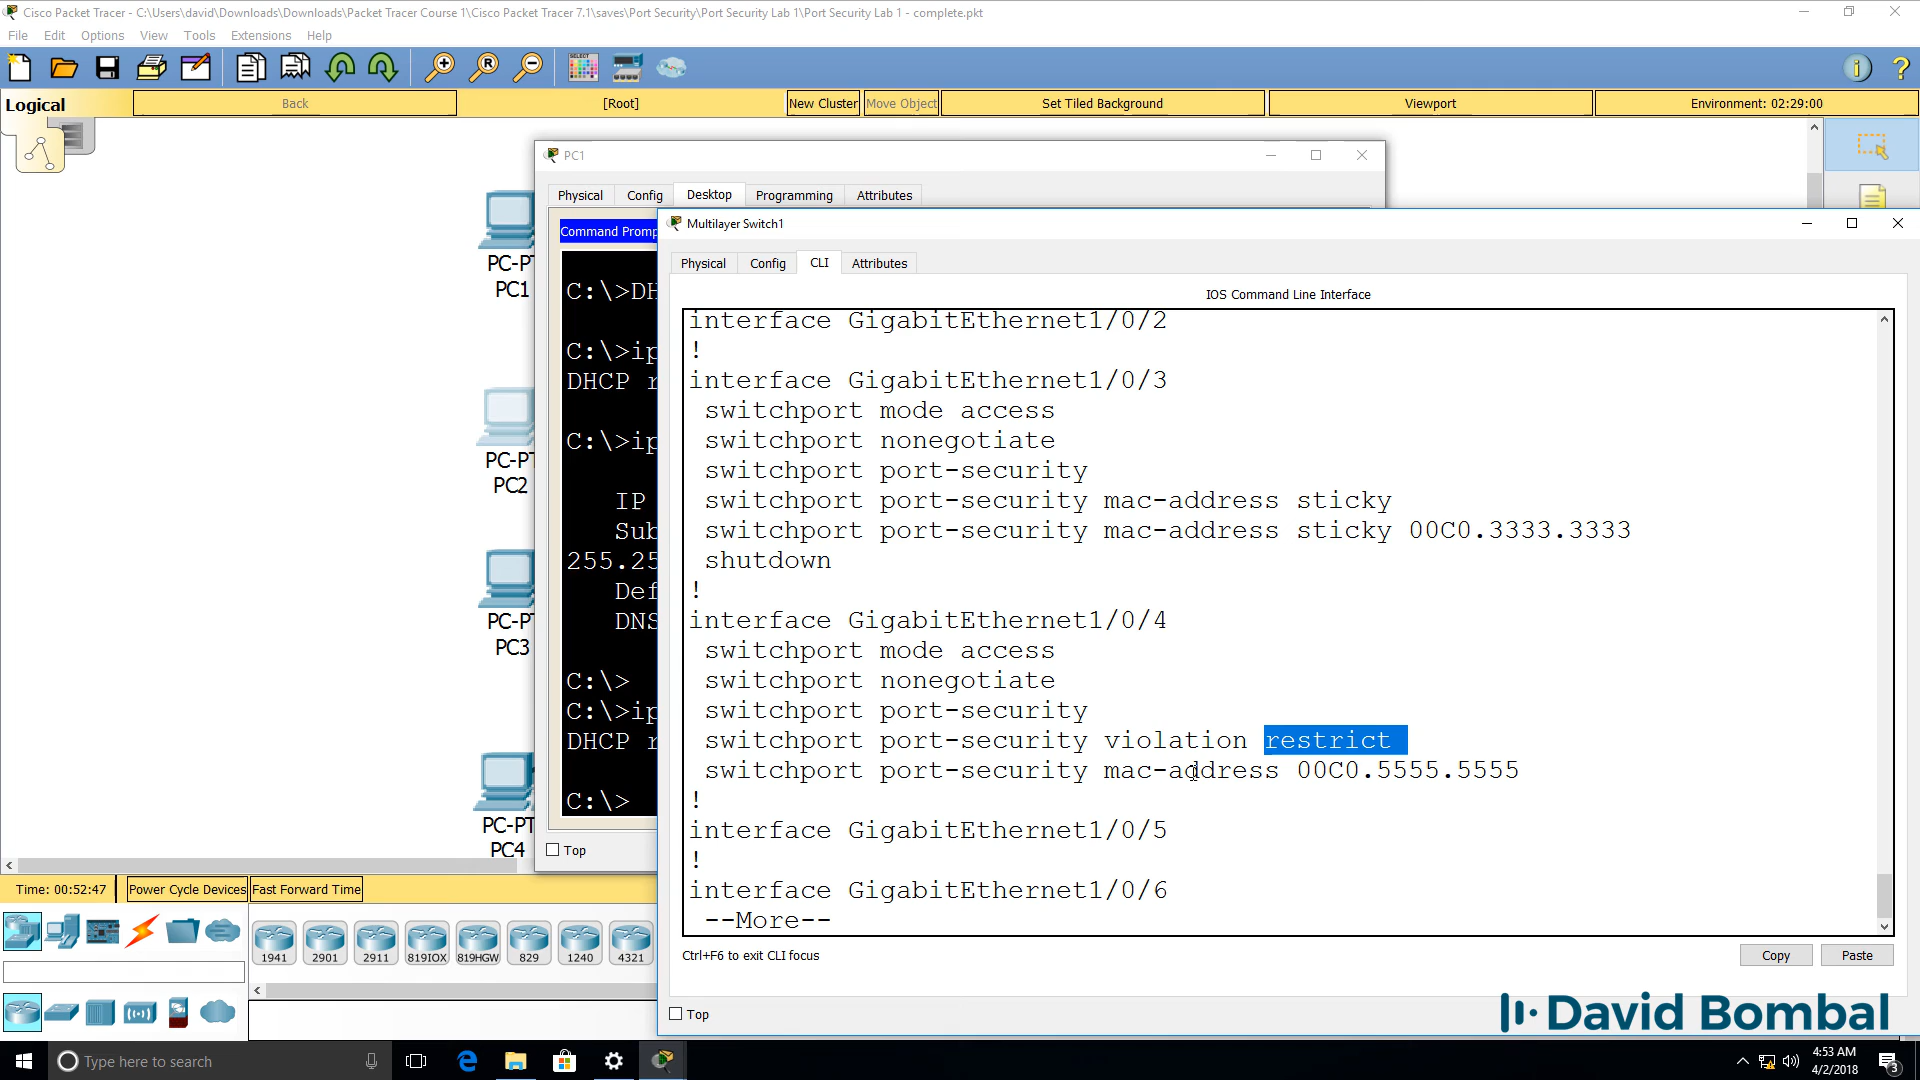 Cisco Packet Tracer - C:\Users\david\Downloads\Downloads\Packet Tracer Course 1\Cisco Packet Tracer 7.1\saves\Port Security\Port Security Lab 1\Port Security Lab 1 - complete.pkt
File Edit Options View Tools Extensions Help
Logical Back [Root] New Cluster Move Object Set Tiled Background Viewport Environment: 02:29:00
PC-PT
PC1
PC-PT
PC2
PC-PT
PC3
PC-PT
PC4
PC1
Physical Config Desktop Programming Attributes
Command Promp
C:\>DH
C:\>ip
DHCP r
C:\>ip
IP
Sub
255.25
Def
DNS
C:\>
C:\>ip
DHCP r
C:\>
Top
Multilayer Switch1
Physical Config CLI Attributes
IOS Command Line Interface
interface GigabitEthernet1/0/2
!
interface GigabitEthernet1/0/3
switchport mode access
switchport nonegotiate
switchport port-security
switchport port-security mac-address sticky
switchport port-security mac-address sticky 00C0.3333.3333
shutdown
!
interface GigabitEthernet1/0/4
switchport mode access
switchport nonegotiate
switchport port-security
switchport port-security violation restrict
switchport port-security mac-address 00C0.5555.5555
!
interface GigabitEthernet1/0/5
!
interface GigabitEthernet1/0/6
--More--
Ctrl+F6 to exit CLI focus
Copy Paste
Top
Time: 00:52:47 Power Cycle Devices Fast Forward Time
1941 2901 2911 819IOX 819HGW 829 1240 4321
David Bombal
Type here to search
4:53 AM
4/2/2018
3